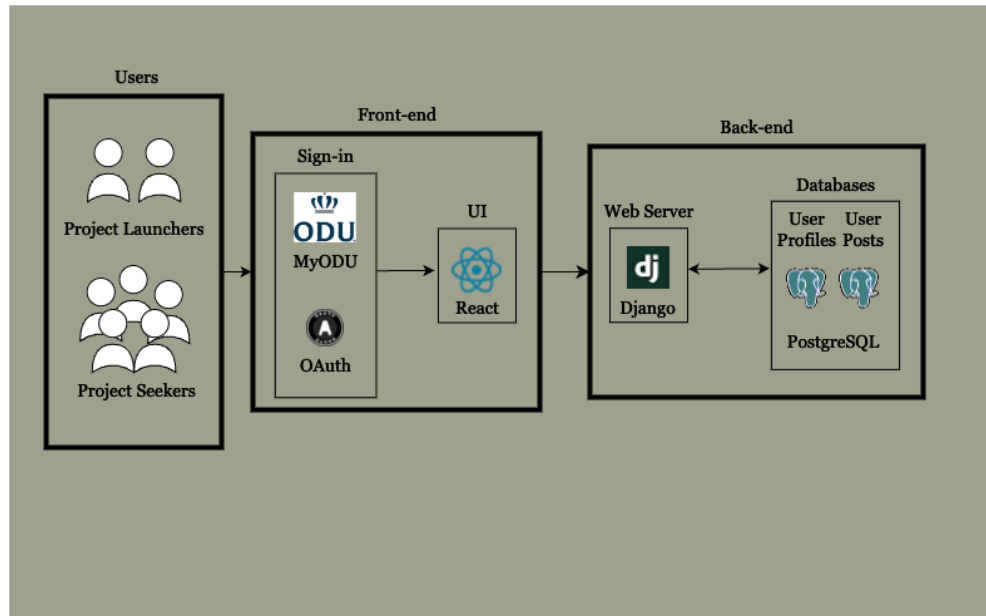 Users
Project Launchers
Project Seekers
Front-end
Sign-in
ODU
MyODU
A
OAuth
UI
React
Back-end
Web Server
dj
Django
Databases
User Profiles
User Posts
PostgreSQL